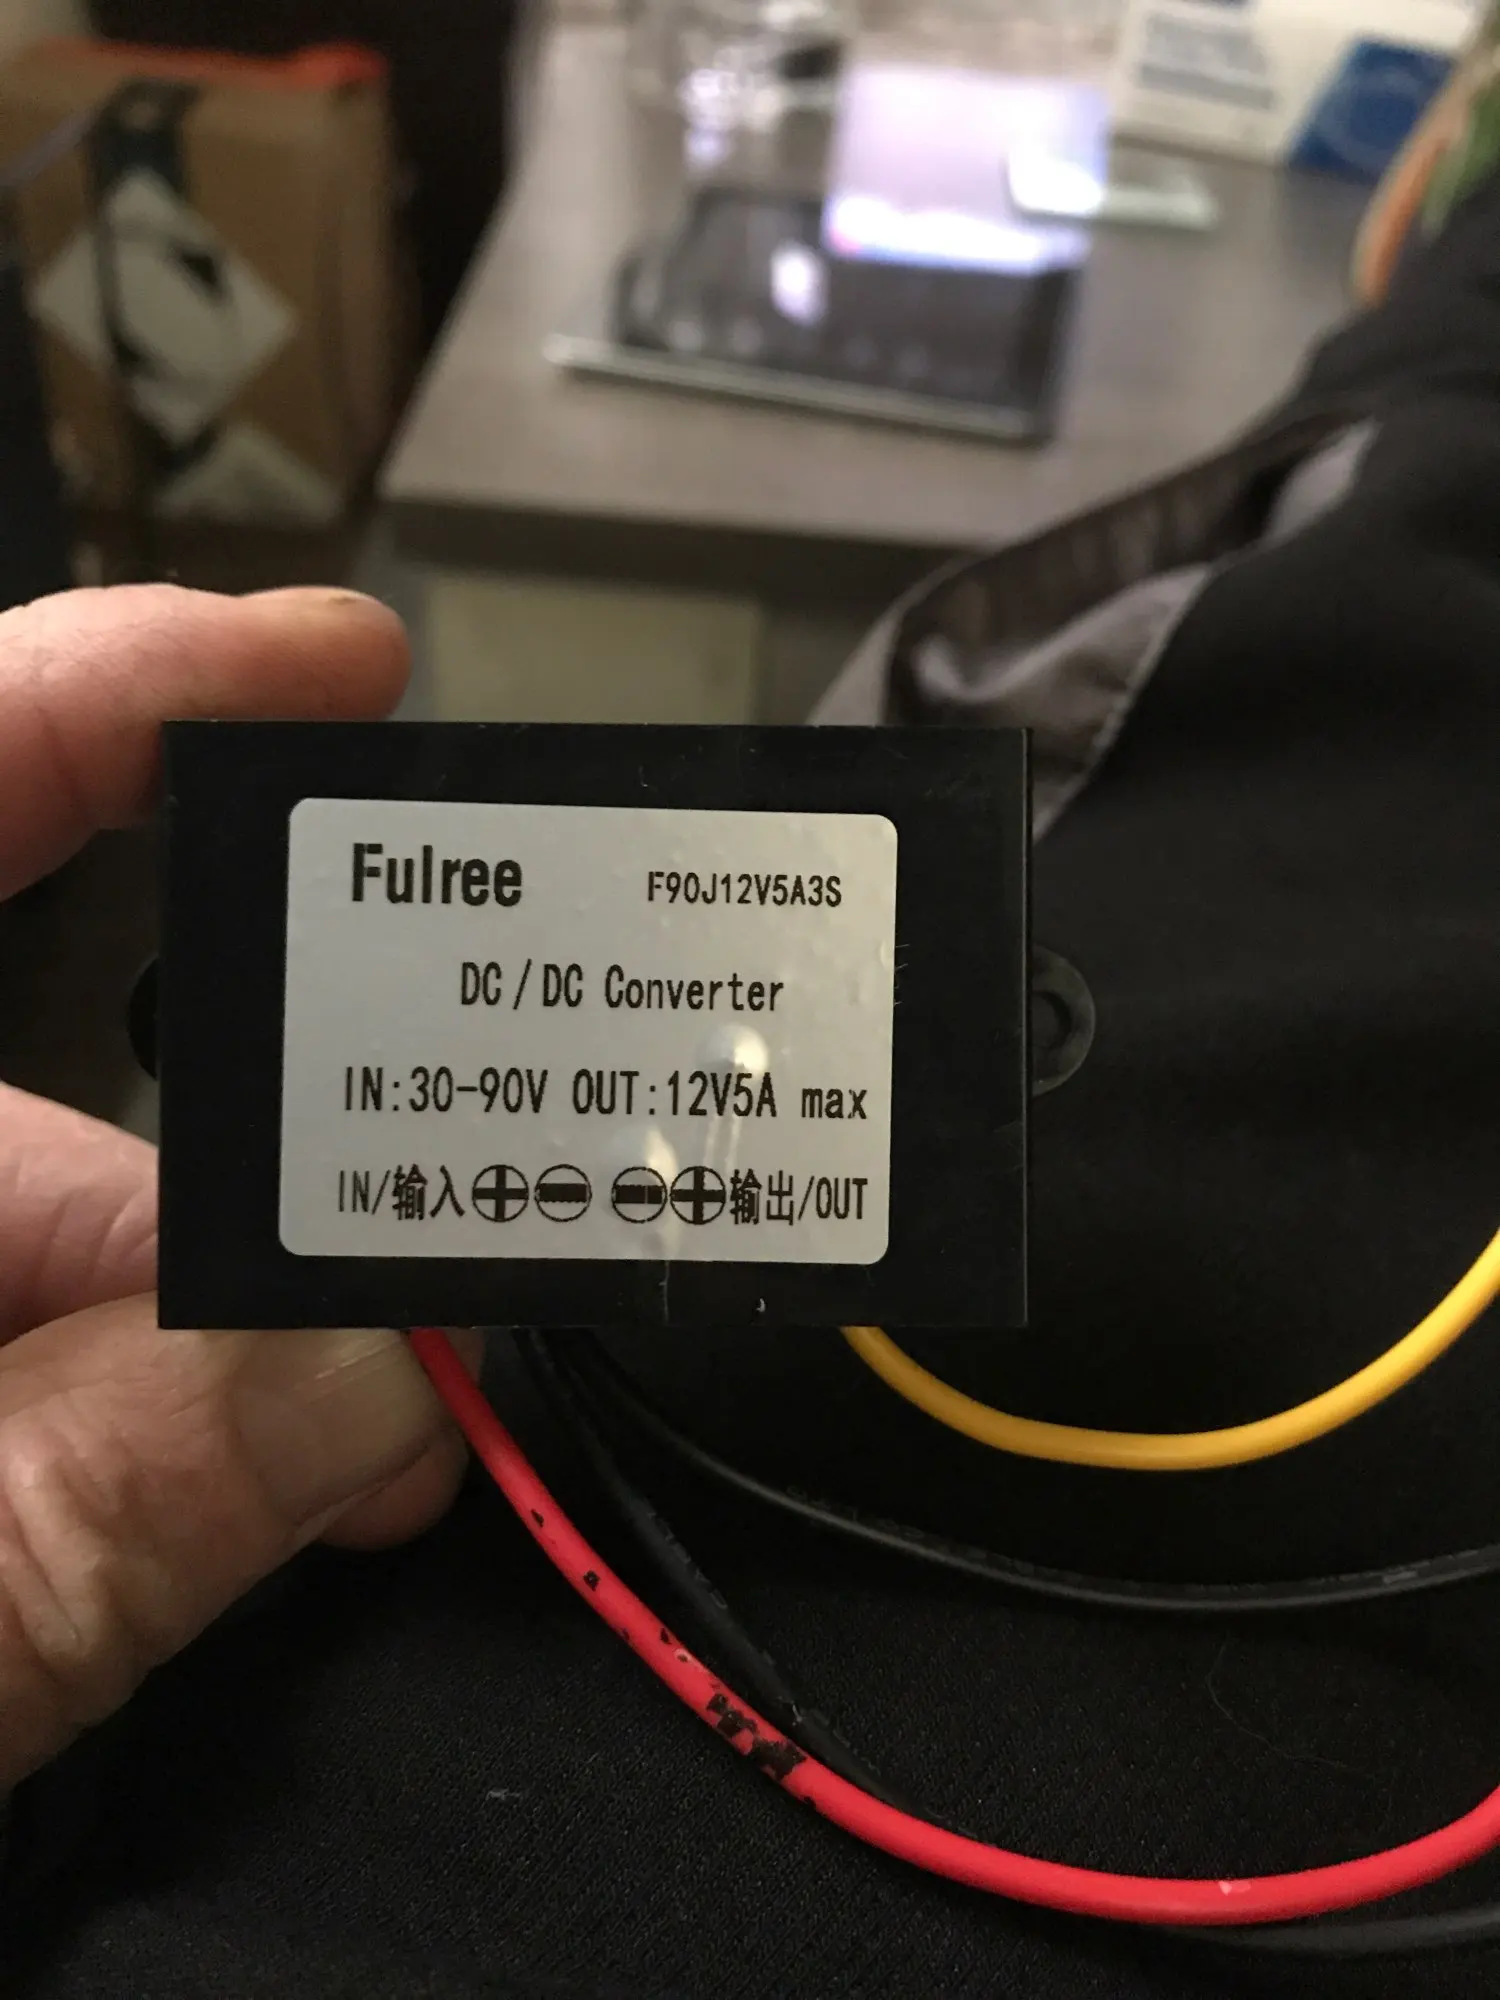 Fulree F90J12V5A3S
DC/DC Converter
IN:30-90V OUT:12V5A max
IN/输入⊕⊖ ⊖⊕输出/OUT